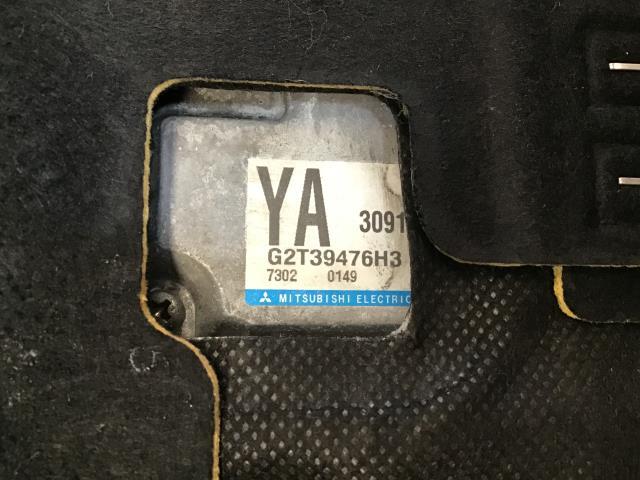 YA 3091
G2T39476H3
7302 0149
MITSUBISHI ELECTRIC